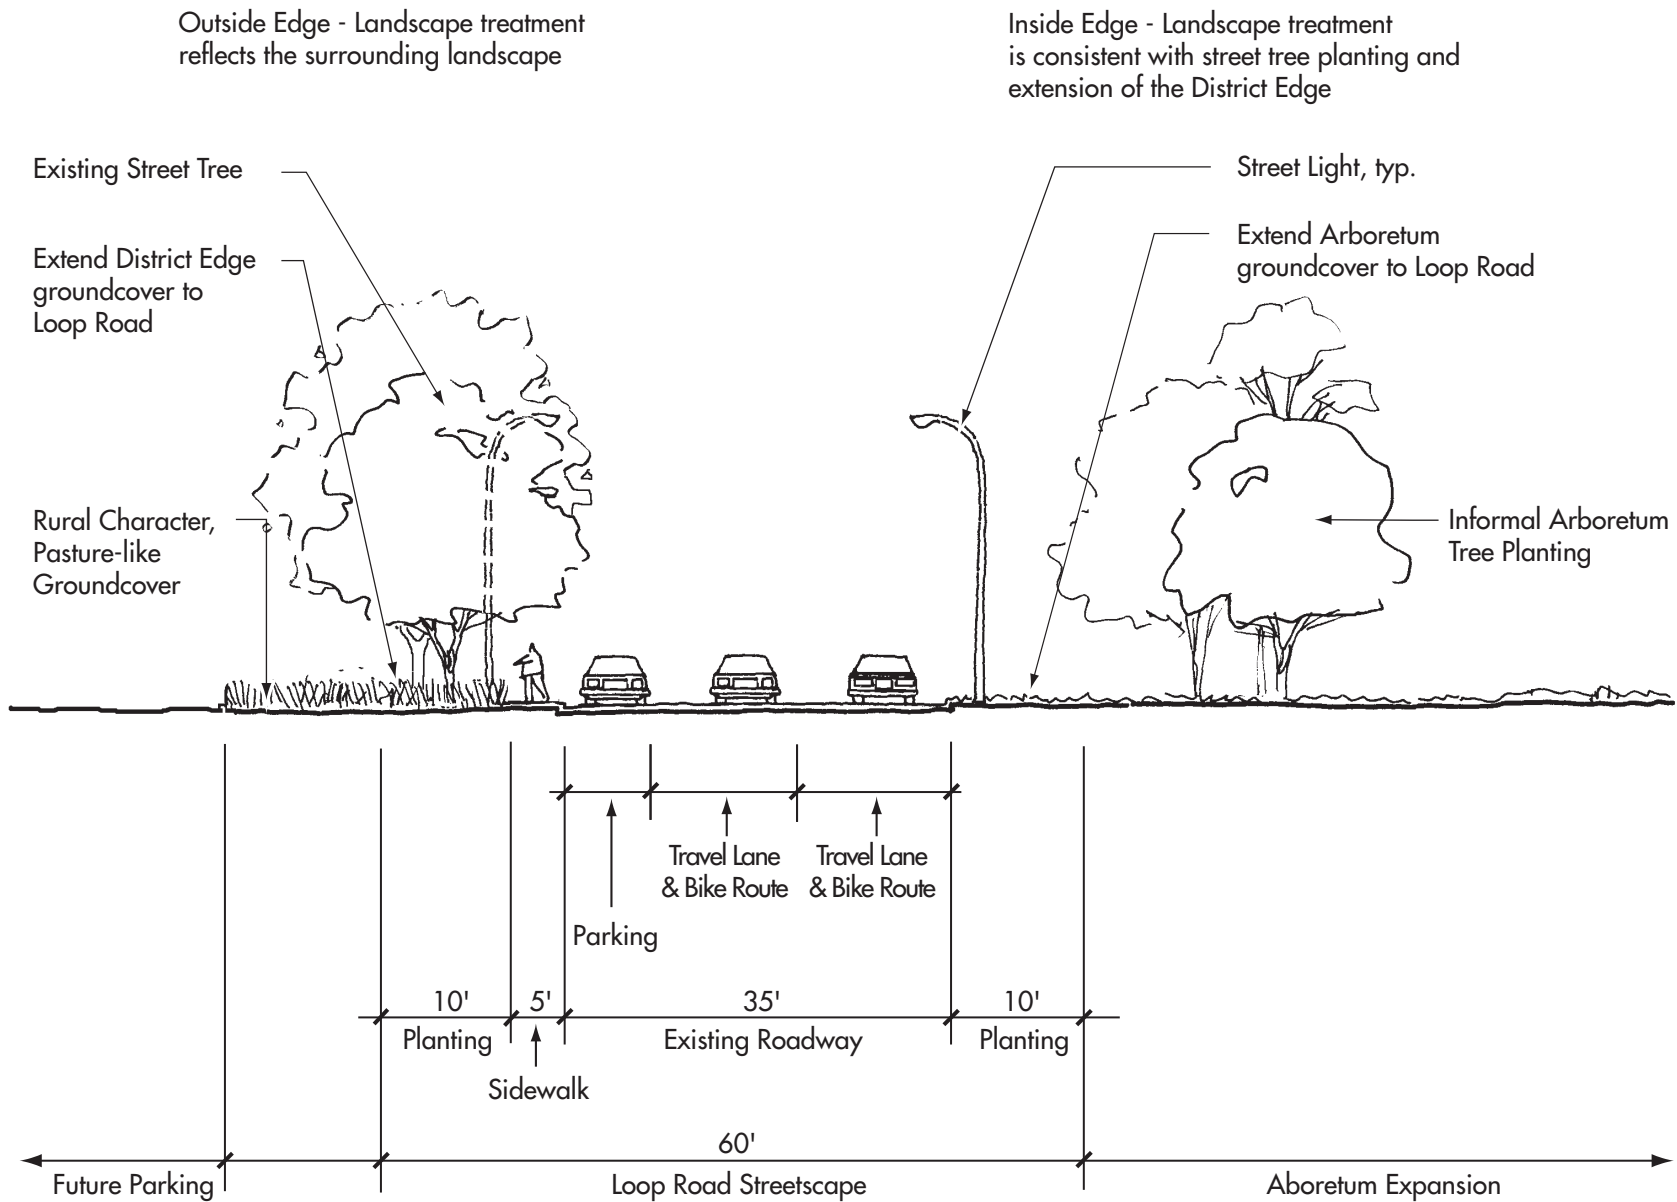 Outside Edge - Landscape treatment
reflects the surrounding landscape
Inside Edge - Landscape treatment
is consistent with street tree planting and
extension of the District Edge
Existing Street Tree
Extend District Edge
groundcover to
Loop Road
Rural Character,
Pasture-like
Groundcover
Street Light, typ.
Extend Arboretum
groundcover to Loop Road
Informal Arboretum
Tree Planting
Travel Lane
& Bike Route
Travel Lane
& Bike Route
Parking
10'
Planting
5'
Sidewalk
35'
Existing Roadway
10'
Planting
60'
Future Parking
Loop Road Streetscape
Aboretum Expansion